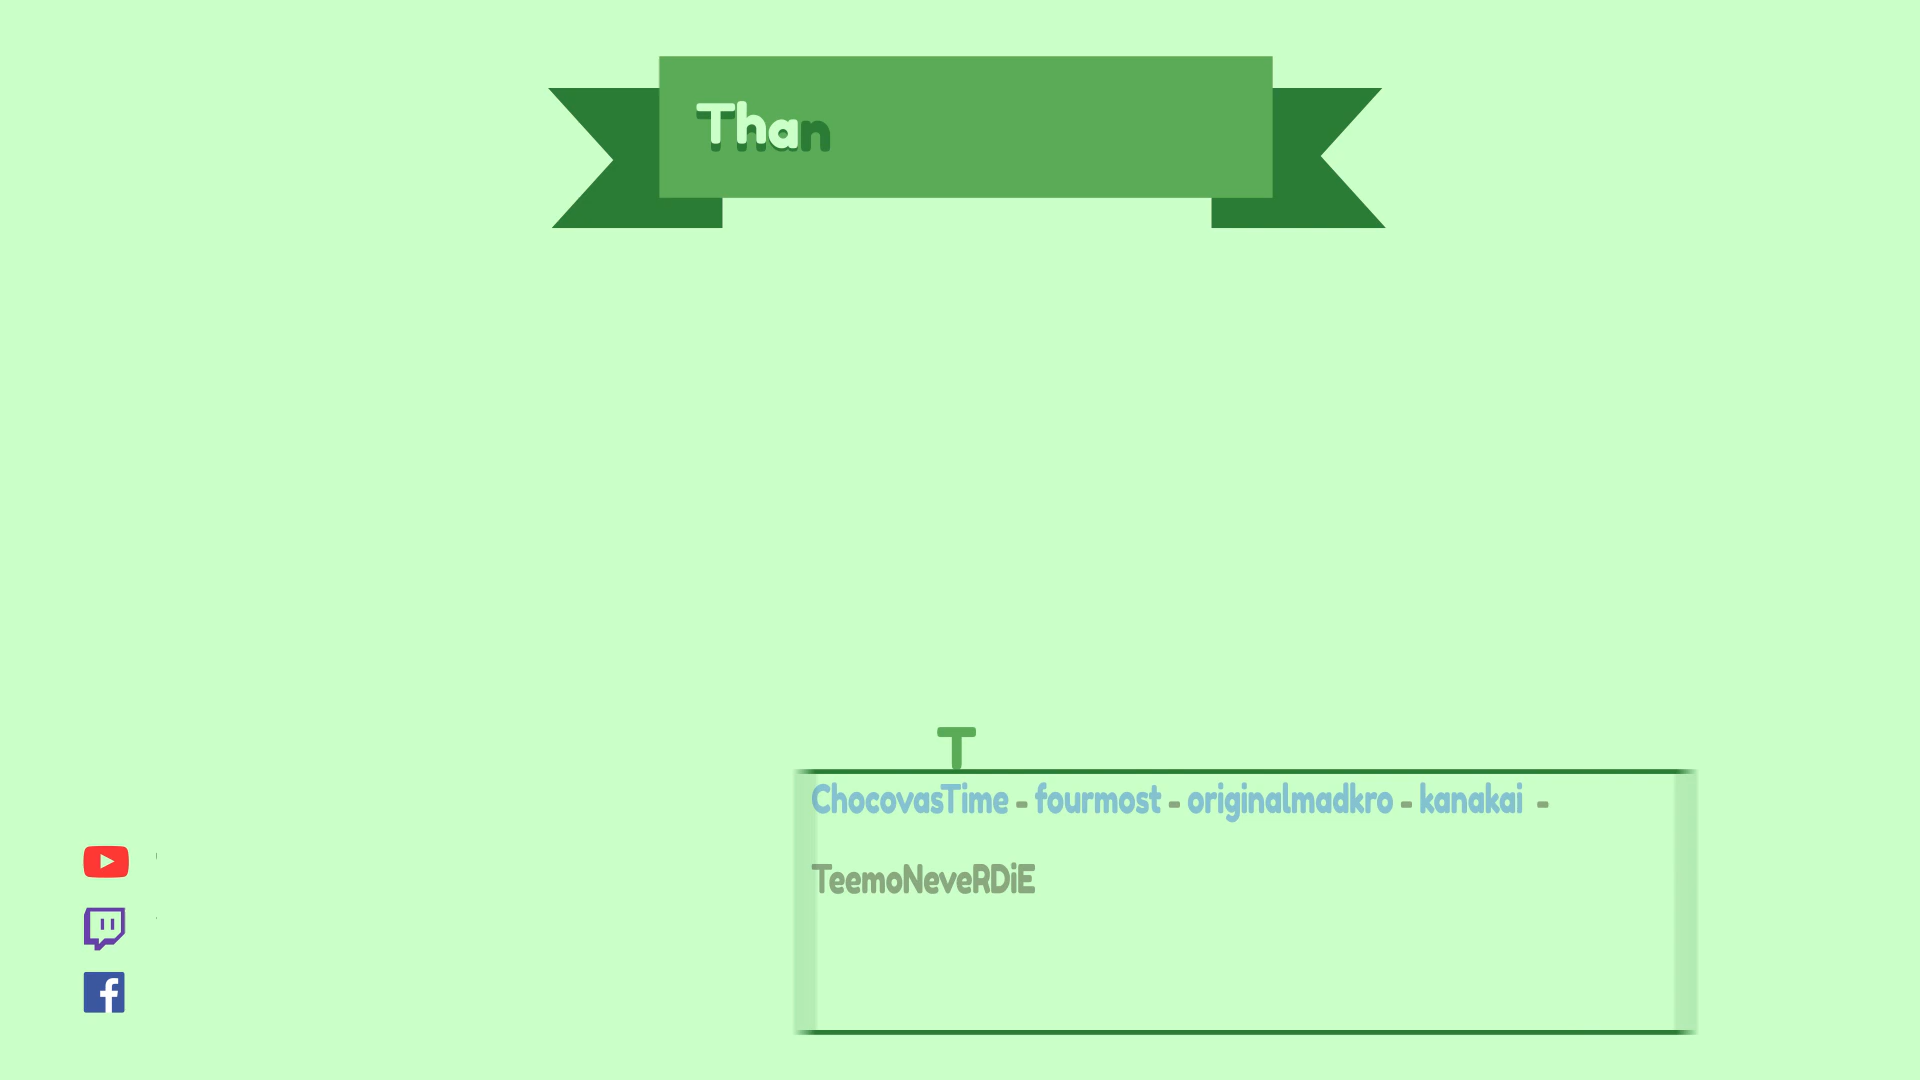 Than
T
ChocovasTime - fourmost - originalmadkro - kanakai -
TeemoNeveRDiE